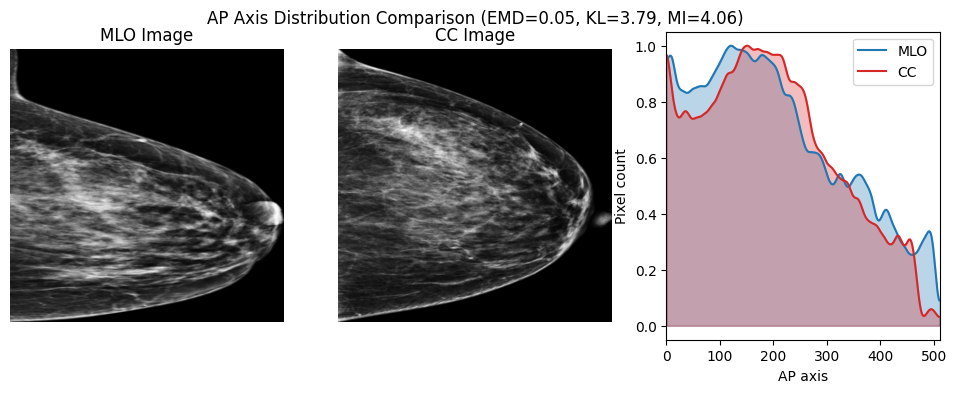 AP Axis Distribution Comparison (EMD=0.05, KL=3.79, MI=4.06)
MLO Image
CC Image
MLO
CC
Pixel count
1.0
0.8
0.6
0.4
0.2
0.0
0 100 200 300 400 500
AP axis